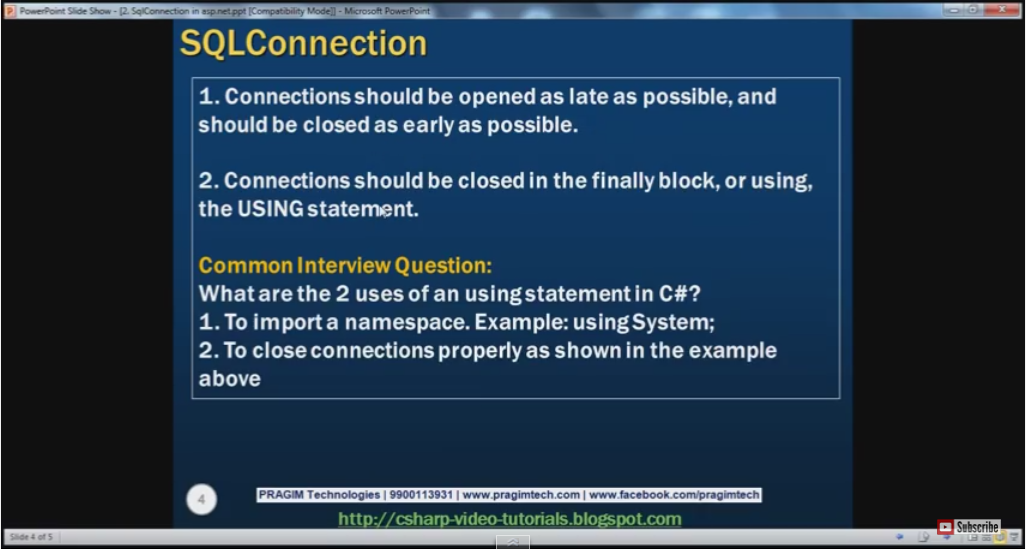 PowerPoint Slide Show - [2. SqlConnection in asp.net.ppt [Compatibility Mode]] - Microsoft PowerPoint
SQLConnection
1. Connections should be opened as late as possible, and
should be closed as early as possible.
2. Connections should be closed in the finally block, or using,
the USING statement.
Common Interview Question:
What are the 2 uses of an using statement in C#?
1. To import a namespace. Example: using System;
2. To close connections properly as shown in the example
above
4
PRAGIM Technologies | 9900113931 | www.pragimtech.com | www.facebook.com/pragimtech
http://csharp-video-tutorials.blogspot.com
Subscribe
Slide 4 of 5